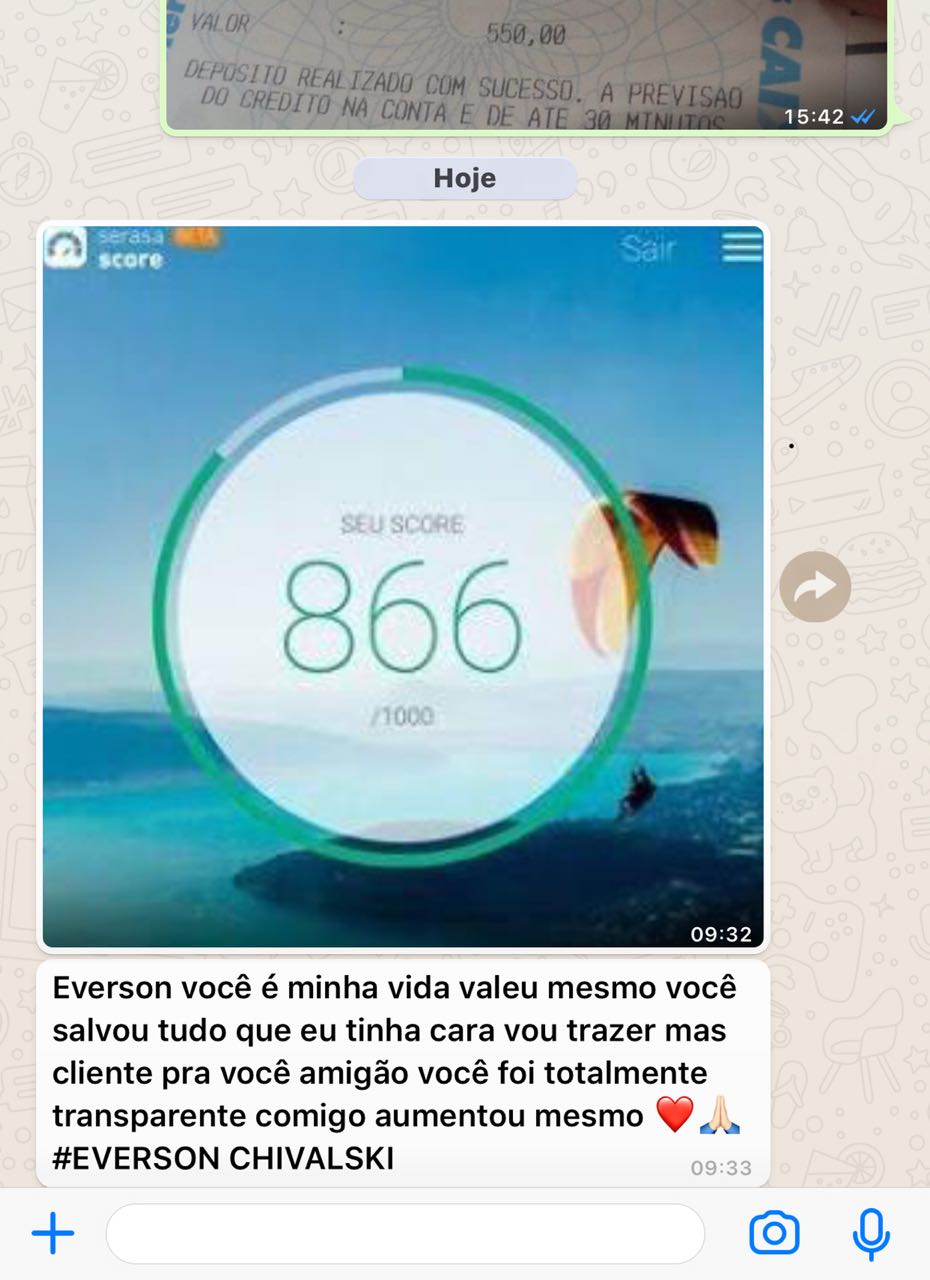 VALOR : 550,00
DEPOSITO REALIZADO COM SUCESSO. A PREVISAO
DO CREDITO NA CONTA E DE ATE 30 MINUTOS
CAI
15:42
Hoje
serasa BETA
score
Sair
SEU SCORE
866
/1000
09:32
Everson você é minha vida valeu mesmo você
salvou tudo que eu tinha cara vou trazer mas
cliente pra você amigão você foi totalmente
transparente comigo aumentou mesmo ❤️🙏🏻
#EVERSON CHIVALSKI
09:33